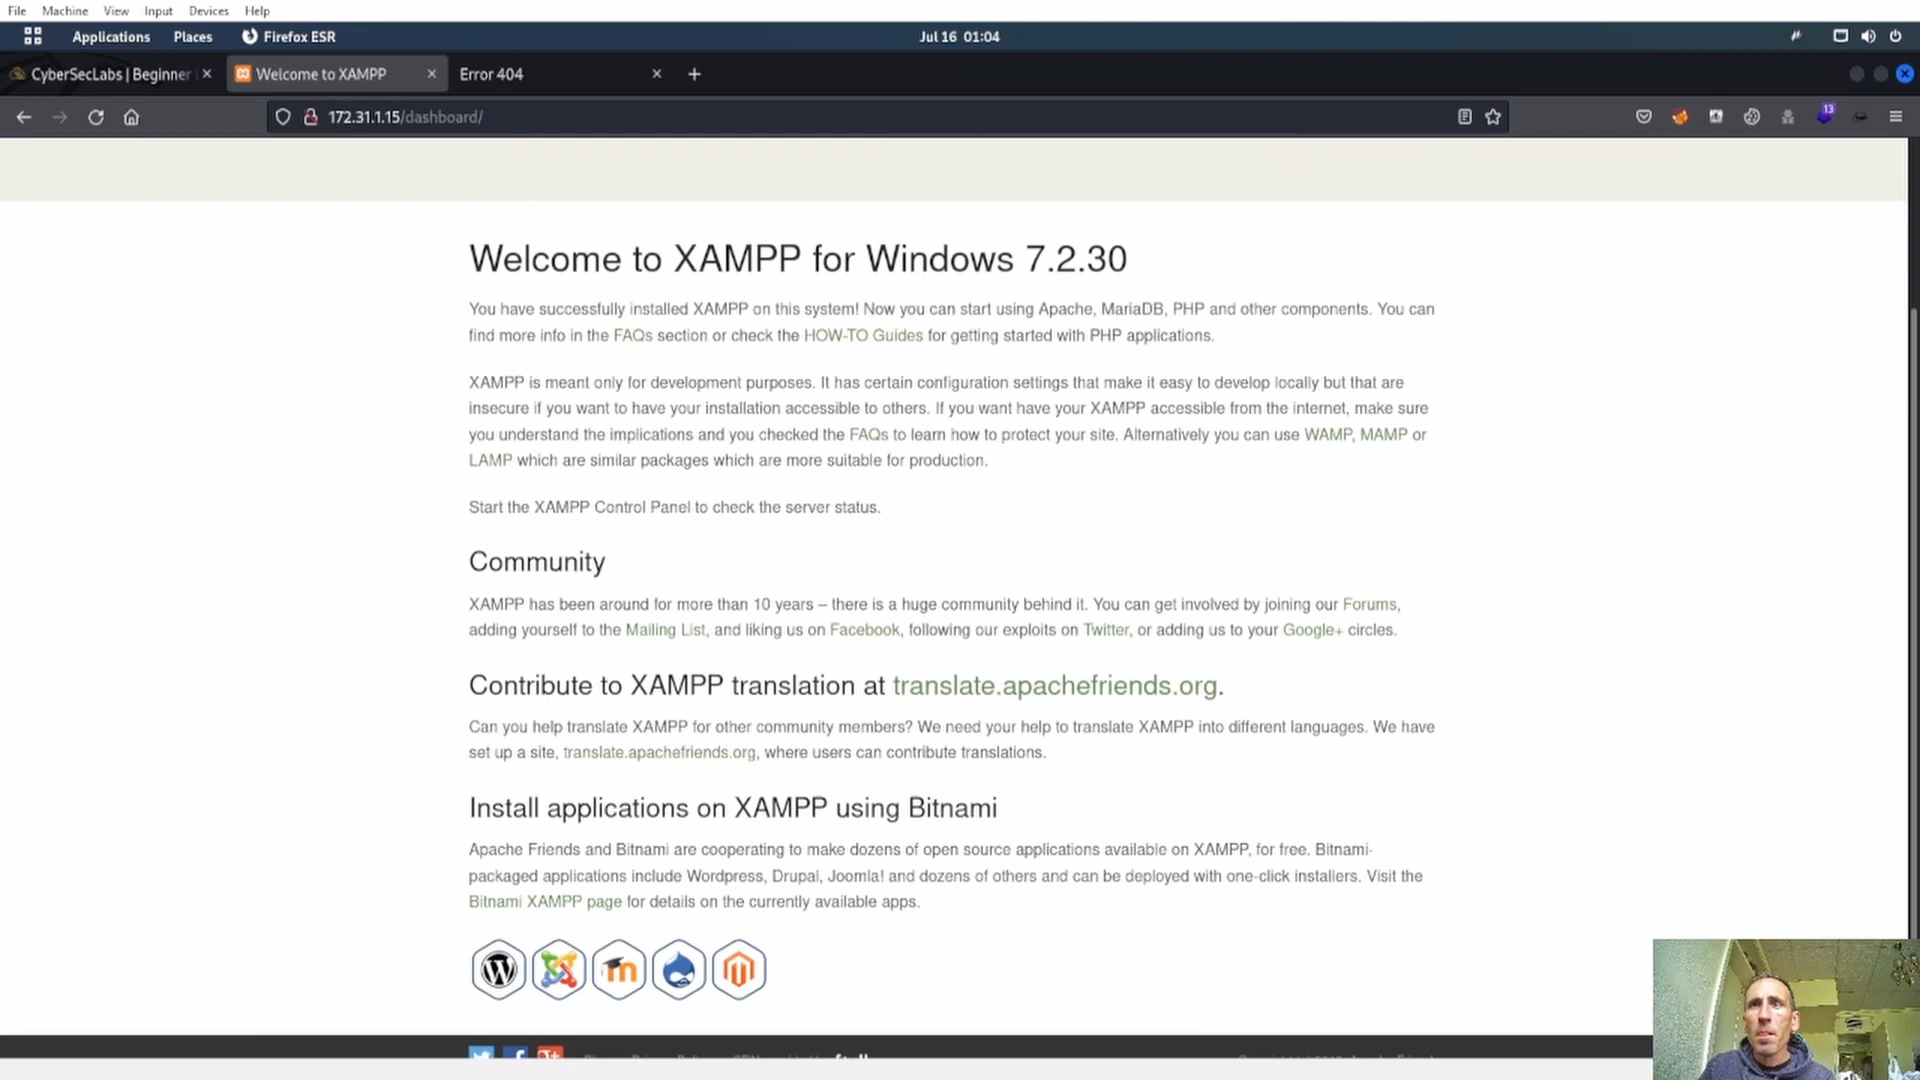 File Machine View Input Devices Help
Applications Places Firefox ESR Jul 16 01:04
CyberSecLabs | Beginner Welcome to XAMPP Error 404
172.31.1.15/dashboard/ 13
Welcome to XAMPP for Windows 7.2.30
You have successfully installed XAMPP on this system! Now you can start using Apache, MariaDB, PHP and other components. You can
find more info in the FAQs section or check the HOW-TO Guides for getting started with PHP applications.
XAMPP is meant only for development purposes. It has certain configuration settings that make it easy to develop locally but that are
insecure if you want to have your installation accessible to others. If you want have your XAMPP accessible from the internet, make sure
you understand the implications and you checked the FAQs to learn how to protect your site. Alternatively you can use WAMP, MAMP or
LAMP which are similar packages which are more suitable for production.
Start the XAMPP Control Panel to check the server status.
Community
XAMPP has been around for more than 10 years – there is a huge community behind it. You can get involved by joining our Forums,
adding yourself to the Mailing List, and liking us on Facebook, following our exploits on Twitter, or adding us to your Google+ circles.
Contribute to XAMPP translation at translate.apachefriends.org.
Can you help translate XAMPP for other community members? We need your help to translate XAMPP into different languages. We have
set up a site, translate.apachefriends.org, where users can contribute translations.
Install applications on XAMPP using Bitnami
Apache Friends and Bitnami are cooperating to make dozens of open source applications available on XAMPP, for free. Bitnami-
packaged applications include Wordpress, Drupal, Joomla! and dozens of others and can be deployed with one-click installers. Visit the
Bitnami XAMPP page for details on the currently available apps.